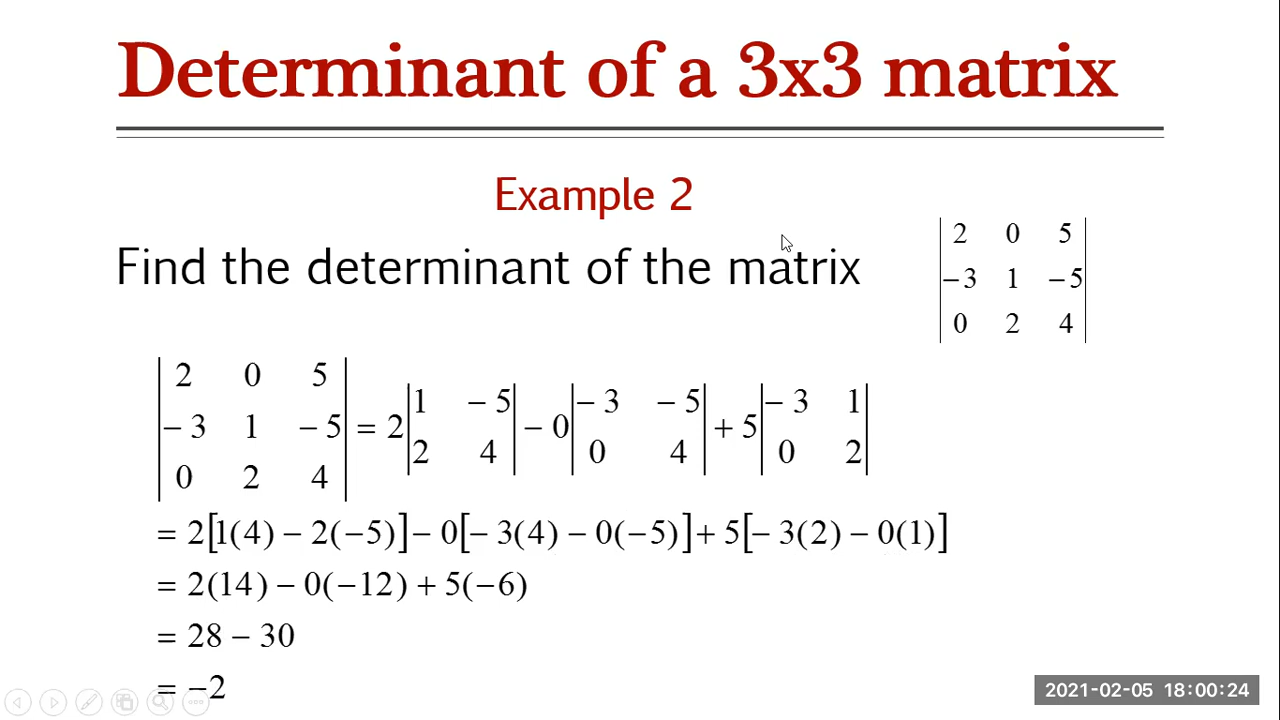 Determinant of a 3x3 matrix
Example 2
Find the determinant of the matrix
| 2 0 5 |
| −3 1 −5 |
| 0 2 4 |
| 2 0 5 |
| −3 1 −5 | = 2 | 1 −5 | − 0 | −3 −5 | + 5 | −3 1 |
| 0 2 4 | | 2 4 | | 0 4 | | 0 2 |
= 2[1(4) − 2(−5)] − 0[−3(4) − 0(−5)] + 5[−3(2) − 0(1)]
= 2(14) − 0(−12) + 5(−6)
= 28 − 30
= −2
2021-02-05 18:00:24